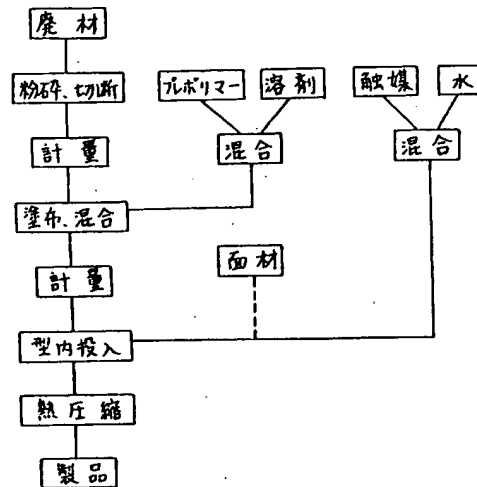 廃材
粉砕、切断
プレポリマー
溶剤
触媒
水
計量
混合
混合
塗布、混合
計量
面材
型内投入
熱圧縮
製品